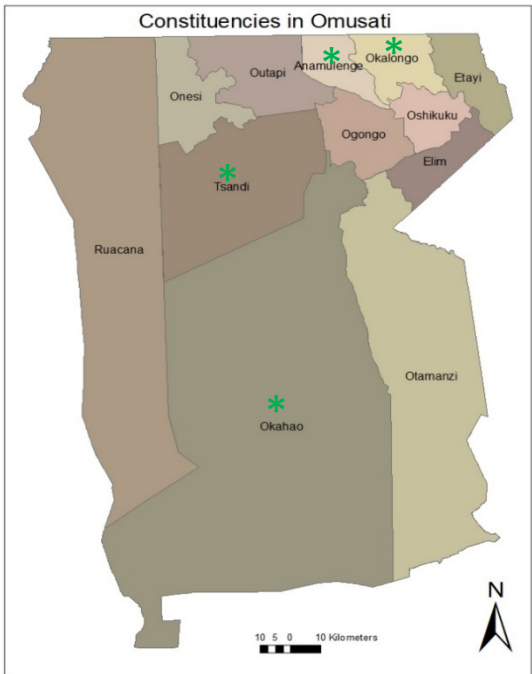 Constituencies in Omusati
Okalongo
Anamulenge
Outapi
Etayi
Onesi
Oshikuku
Ogongo
Elim
Tsandi
Ruacana
Otamanzi
Okahao
N
10 5 0 10 Kilometers